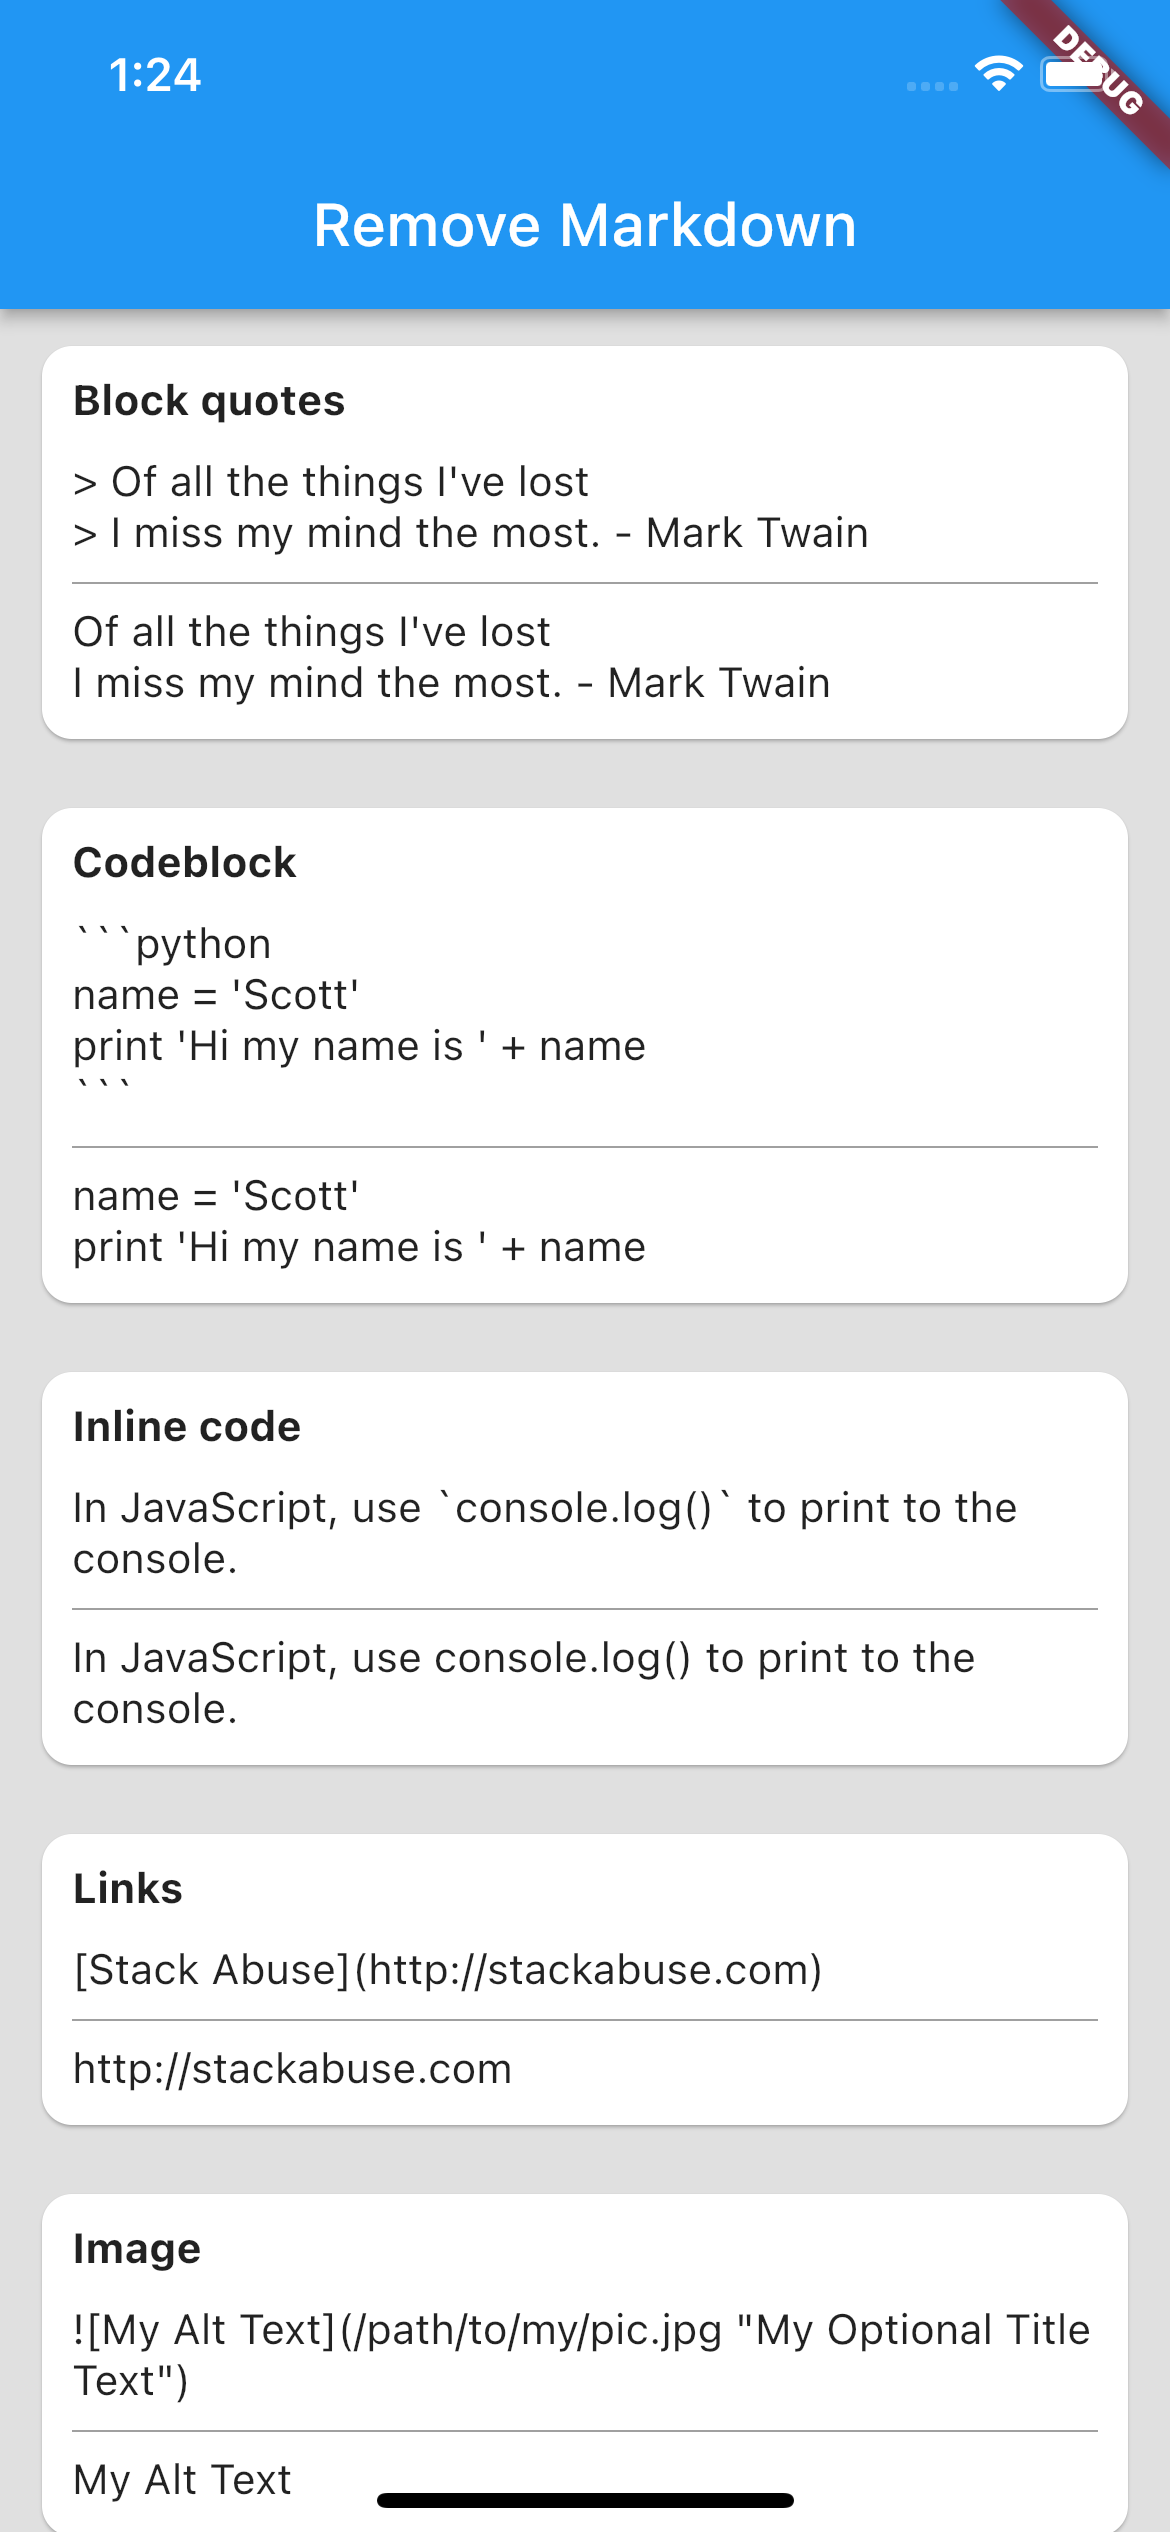 1:24
DEBUG
Remove Markdown
Block quotes
> Of all the things I've lost
> I miss my mind the most. - Mark Twain
Of all the things I've lost
I miss my mind the most. - Mark Twain
Codeblock
```python
name = 'Scott'
print 'Hi my name is ' + name
```
name = 'Scott'
print 'Hi my name is ' + name
Inline code
In JavaScript, use `console.log()` to print to the
console.
In JavaScript, use console.log() to print to the
console.
Links
[Stack Abuse](http://stackabuse.com)
http://stackabuse.com
Image
![My Alt Text](/path/to/my/pic.jpg "My Optional Title
Text")
My Alt Text